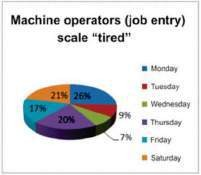 Machine operators (job entry)
scale “tired”
21%
26%
17%
20%
9%
7%
Monday
Tuesday
Wednesday
Thursday
Friday
Saturday